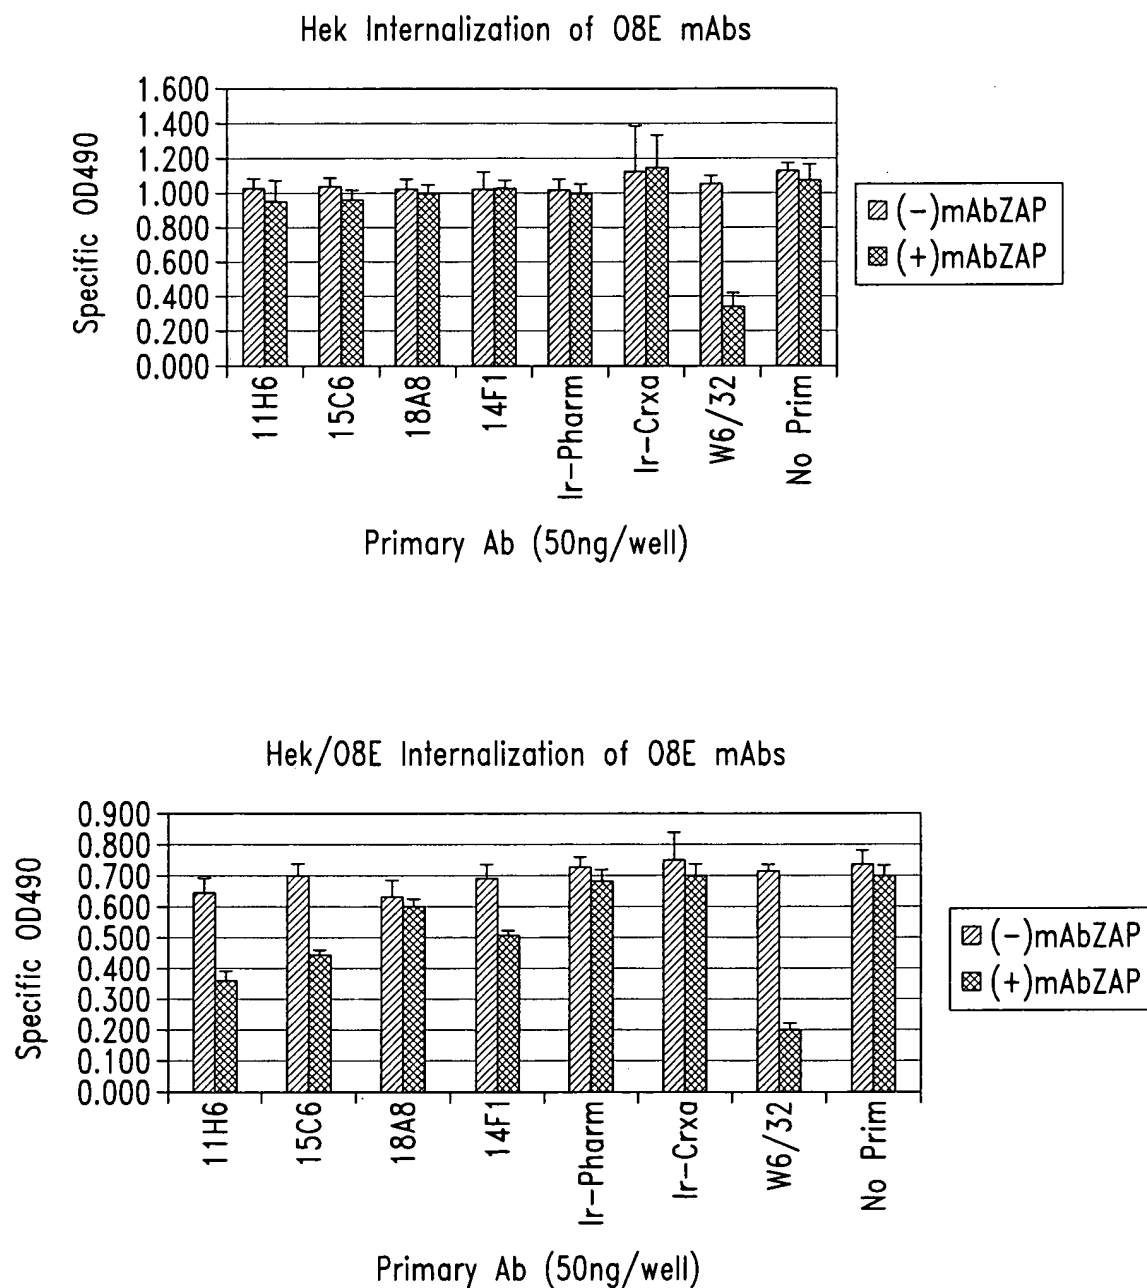 Hek Internalization of O8E mAbs
Specific OD490
1.600
1.400
1.200
1.000
0.800
0.600
0.400
0.200
0.000
11H6
15C6
18A8
14F1
Ir-Pharm
Ir-Crxa
W6/32
No Prim
(-)mAbZAP
(+)mAbZAP
Primary Ab (50ng/well)
Hek/O8E Internalization of O8E mAbs
Specific OD490
0.900
0.800
0.700
0.600
0.500
0.400
0.300
0.200
0.100
0.000
11H6
15C6
18A8
14F1
Ir-Pharm
Ir-Crxa
W6/32
No Prim
(-)mAbZAP
(+)mAbZAP
Primary Ab (50ng/well)